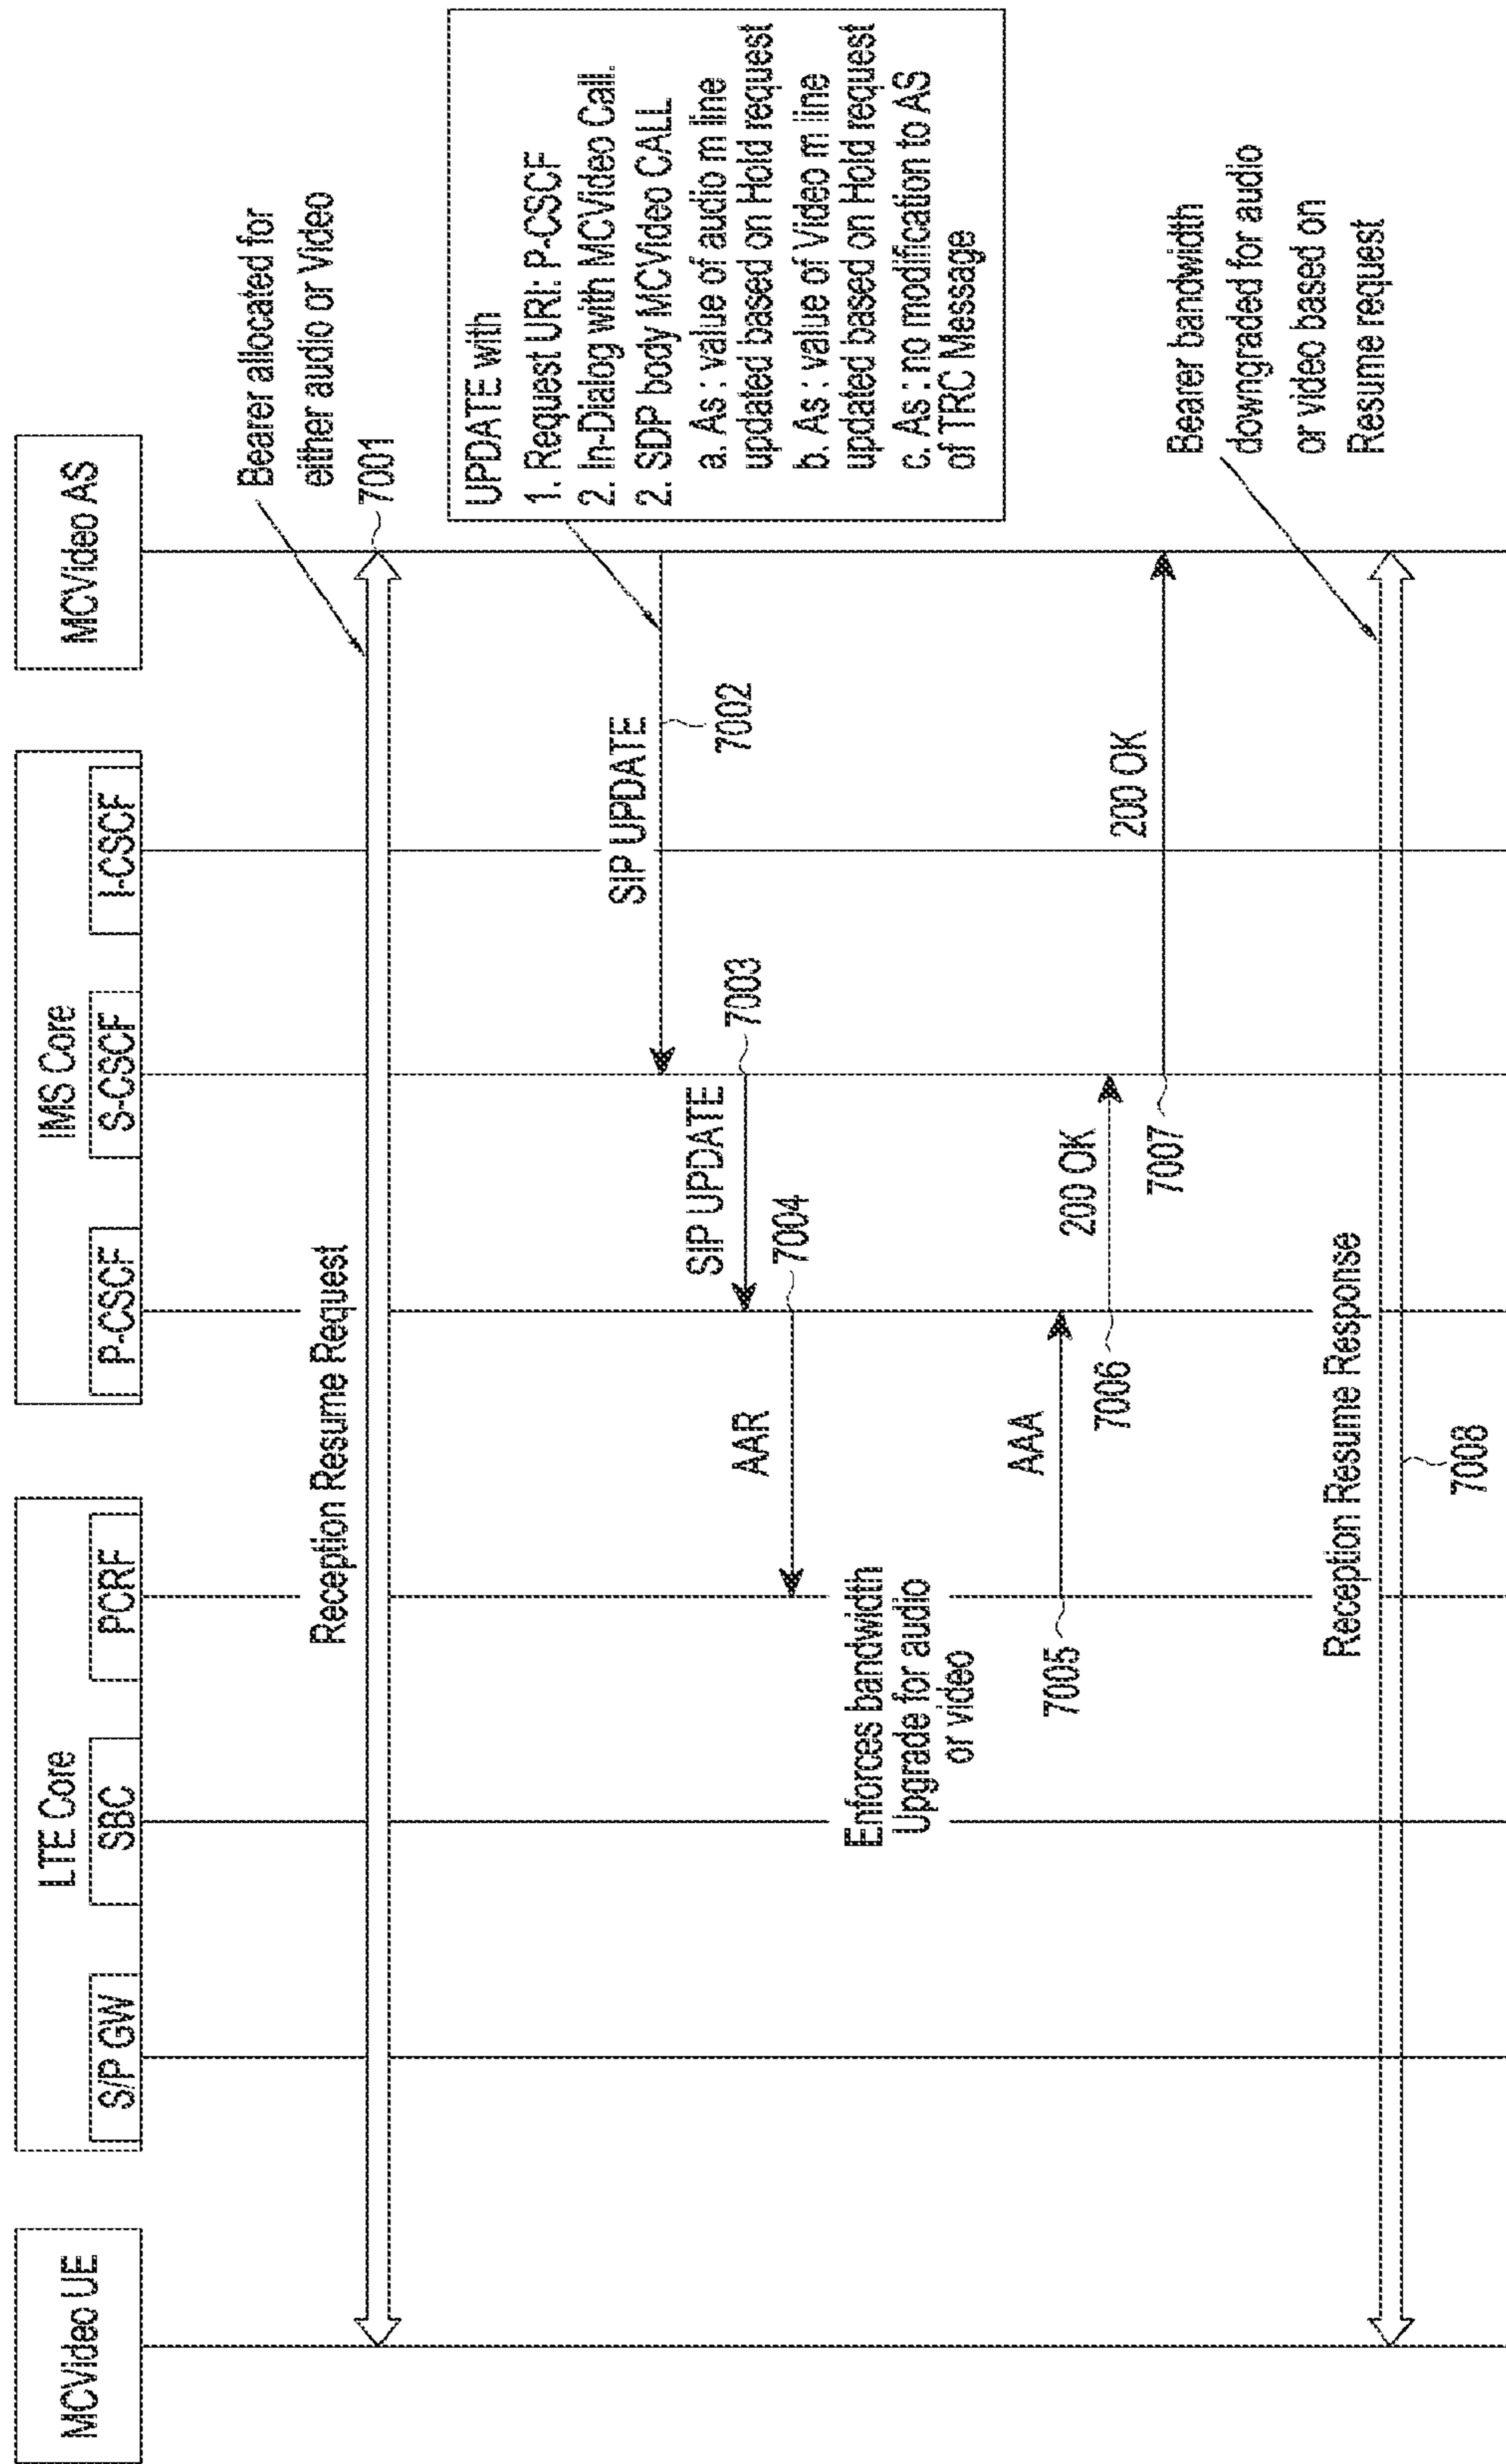 MCVideo UE
LTE Core
S/P GW
SBC
PCRF
IMS Core
P-CSCF
S-CSCF
I-CSCF
MCVideo AS
Reception Resume Request
Bearer allocated for
either audio or Video
7001
SIP UPDATE
7002
UPDATE with
1. Request URI: P-CSCF
2. In-Dialog with MCVideo Call.
2. SDP body MCVideo CALL
a. As : value of audio m line
updated based on Hold request
b. As : value of Video m line
updated based on Hold request
c. As : no modification to AS
of TRC Message
SIP UPDATE
7003
AAR
7004
Enforces bandwidth
Upgrade for audio
or video
AAA
7005
200 OK
7006
200 OK
7007
Reception Resume Response
7008
Bearer bandwidth
downgraded for audio
or video based on
Resume request